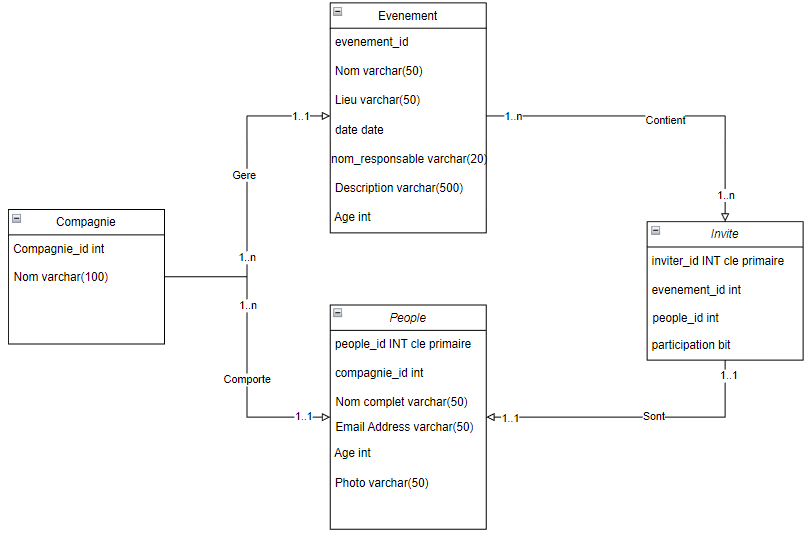 Evenement
evenement_id
Nom varchar(50)
Lieu varchar(50)
date date
nom_responsable varchar(20)
Description varchar(500)
Age int
1..1
Gere
1..n
Compagnie
Compagnie_id int
Nom varchar(100)
1..n
Comporte
1..1
People
people_id INT cle primaire
compagnie_id int
Nom complet varchar(50)
Email Address varchar(50)
Age int
Photo varchar(50)
1..n
Contient
1..n
Invite
inviter_id INT cle primaire
evenement_id int
people_id int
participation bit
1..1
Sont
1..1